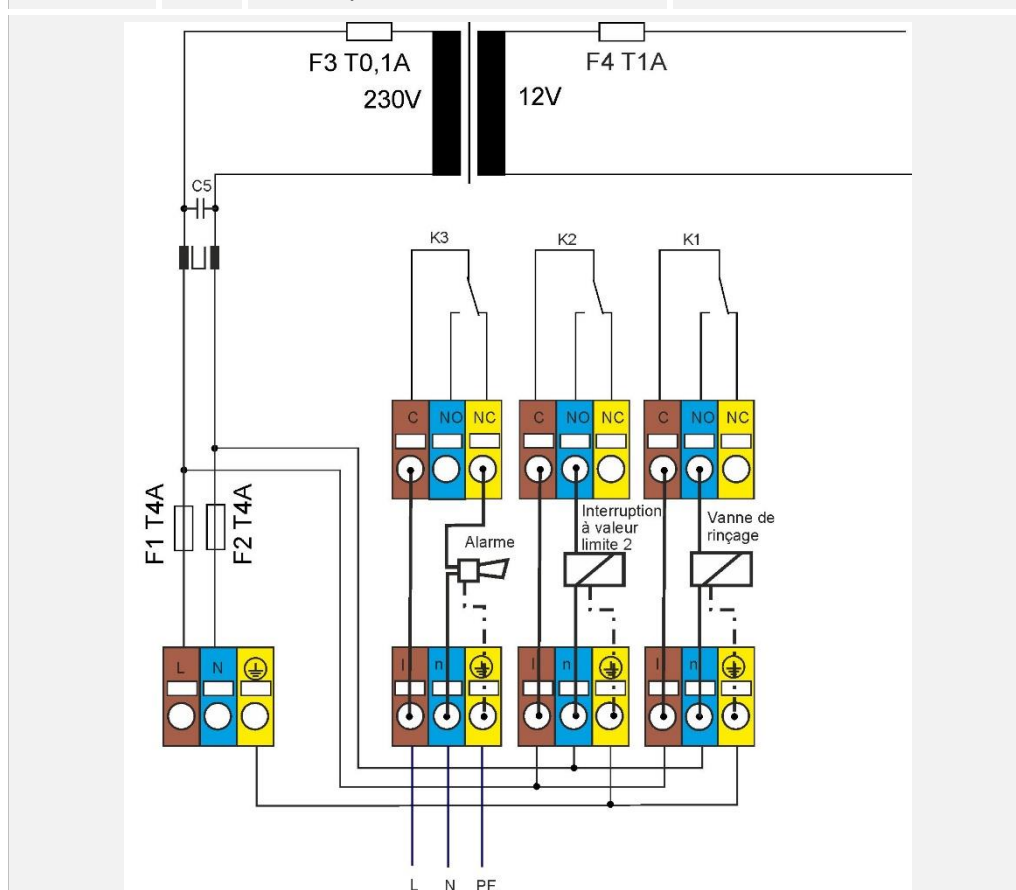 F3 T0,1A
F4 T1A
230V
12V
C5
K3
K2
K1
C NO NC
C NO NC
C NO NC
F1 T4A
F2 T4A
Alarme
Interruption
à valeur
limite 2
Vanne de
rinçage
L N
l n
l n
l n
L N PE